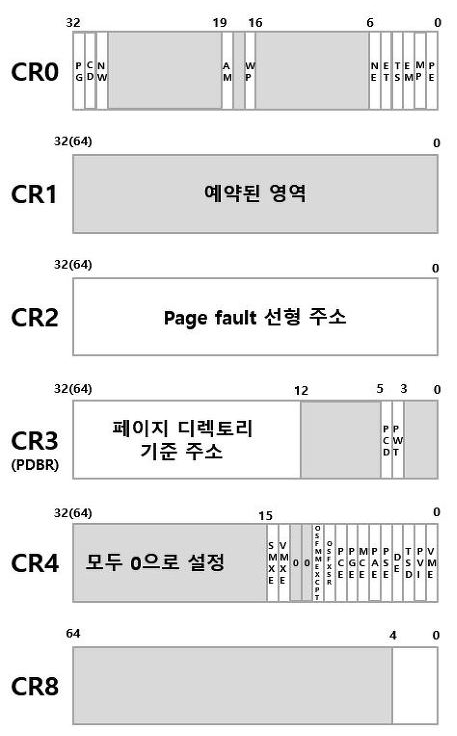 32 19 16 6 0
CR0 PG CD NW AM WP NE ET TS EM MP PE
32(64) 0
CR1 예약된 영역
32(64) 0
CR2 Page fault 선형 주소
32(64) 12 5 3 0
CR3 페이지 디렉토리
(PDBR) 기준 주소 PCD PWT
32(64) 15 0
CR4 모두 0으로 설정 SMXE VMXE 0 0 OSFMMEXCPT OSFXSR PCE PGE MCE PAE PSE DE TSD PVI VME
64 4 0
CR8